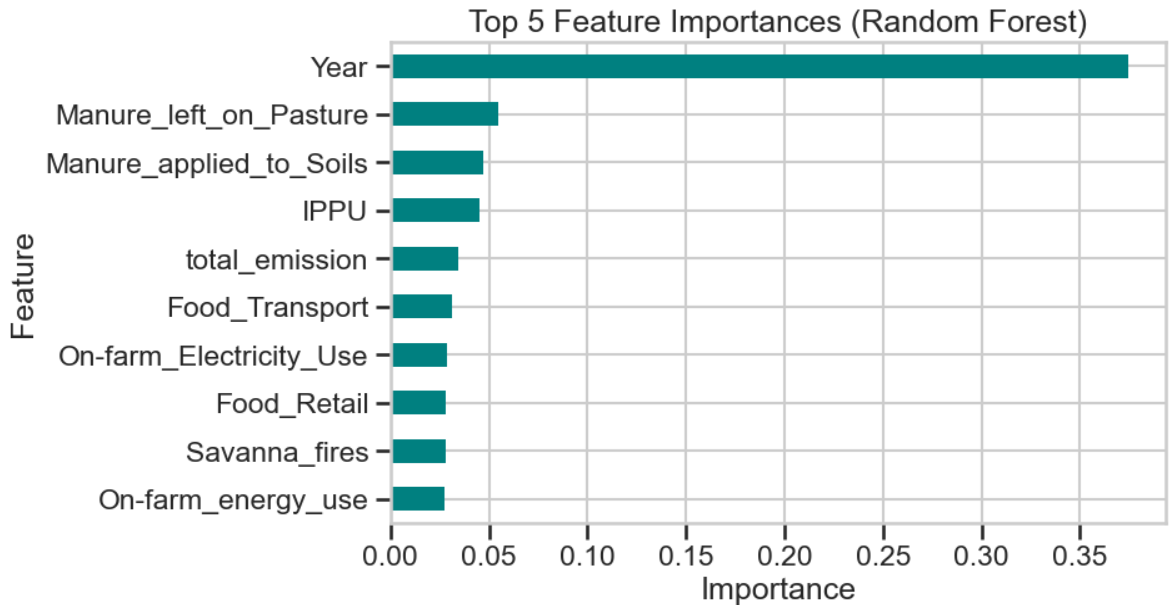 Top 5 Feature Importances (Random Forest)
Feature
Year
Manure_left_on_Pasture
Manure_applied_to_Soils
IPPU
total_emission
Food_Transport
On-farm_Electricity_Use
Food_Retail
Savanna_fires
On-farm_energy_use
0.00 0.05 0.10 0.15 0.20 0.25 0.30 0.35
Importance